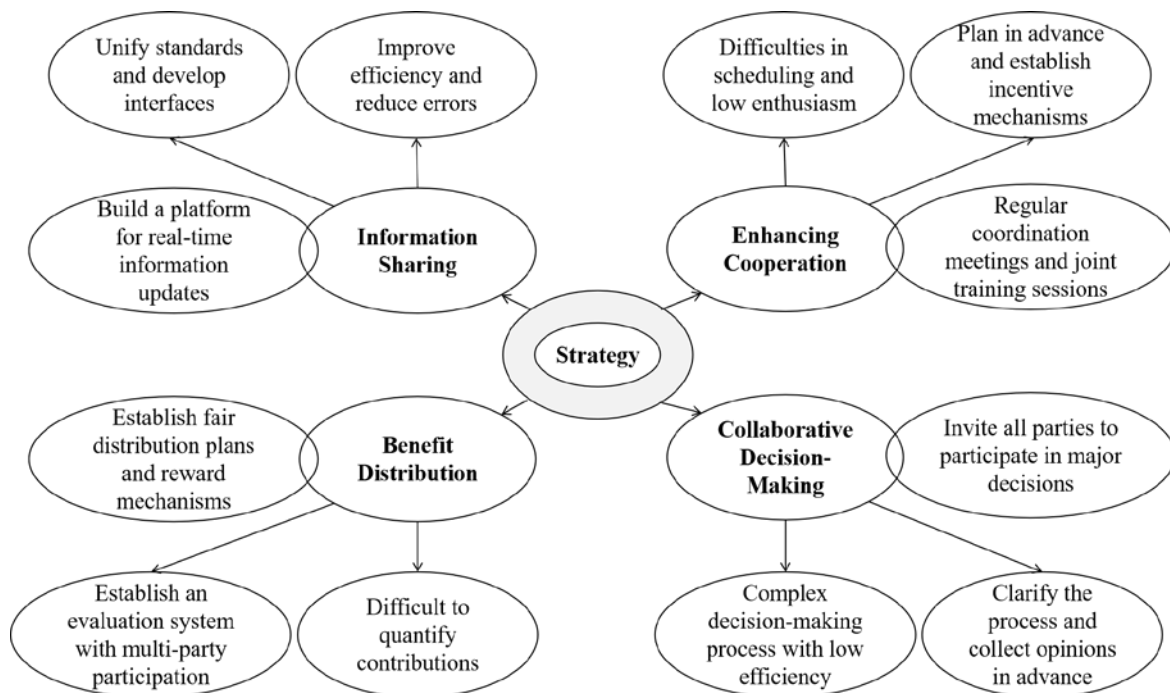 Unify standards
and develop
interfaces
Improve
efficiency and
reduce errors
Difficulties in
scheduling and
low enthusiasm
Plan in advance
and establish
incentive
mechanisms
Build a platform
for real-time
information
updates
Information
Sharing
Enhancing
Cooperation
Regular
coordination
meetings and joint
training sessions
Strategy
Establish fair
distribution plans
and reward
mechanisms
Benefit
Distribution
Collaborative
Decision-
Making
Invite all parties to
participate in major
decisions
Establish an
evaluation system
with multi-party
participation
Difficult to
quantify
contributions
Complex
decision-making
process with low
efficiency
Clarify the
process and
collect opinions
in advance